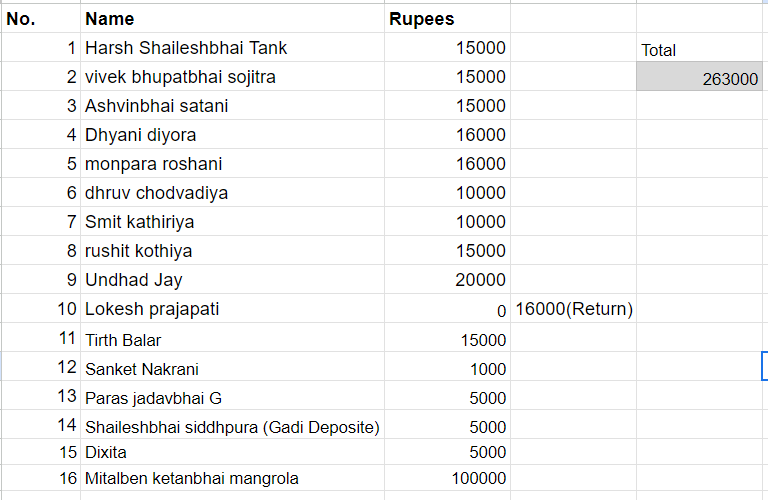 No. Name Rupees
1 Harsh Shaileshbhai Tank 15000 Total
2 vivek bhupatbhai sojitra 15000 263000
3 Ashvinbhai satani 15000
4 Dhyani diyora 16000
5 monpara roshani 16000
6 dhruv chodvadiya 10000
7 Smit kathiriya 10000
8 rushit kothiya 15000
9 Undhad Jay 20000
10 Lokesh prajapati 0 16000(Return)
11 Tirth Balar 15000
12 Sanket Nakrani 1000
13 Paras jadavbhai G 5000
14 Shaileshbhai siddhpura (Gadi Deposite) 5000
15 Dixita 5000
16 Mitalben ketanbhai mangrola 100000